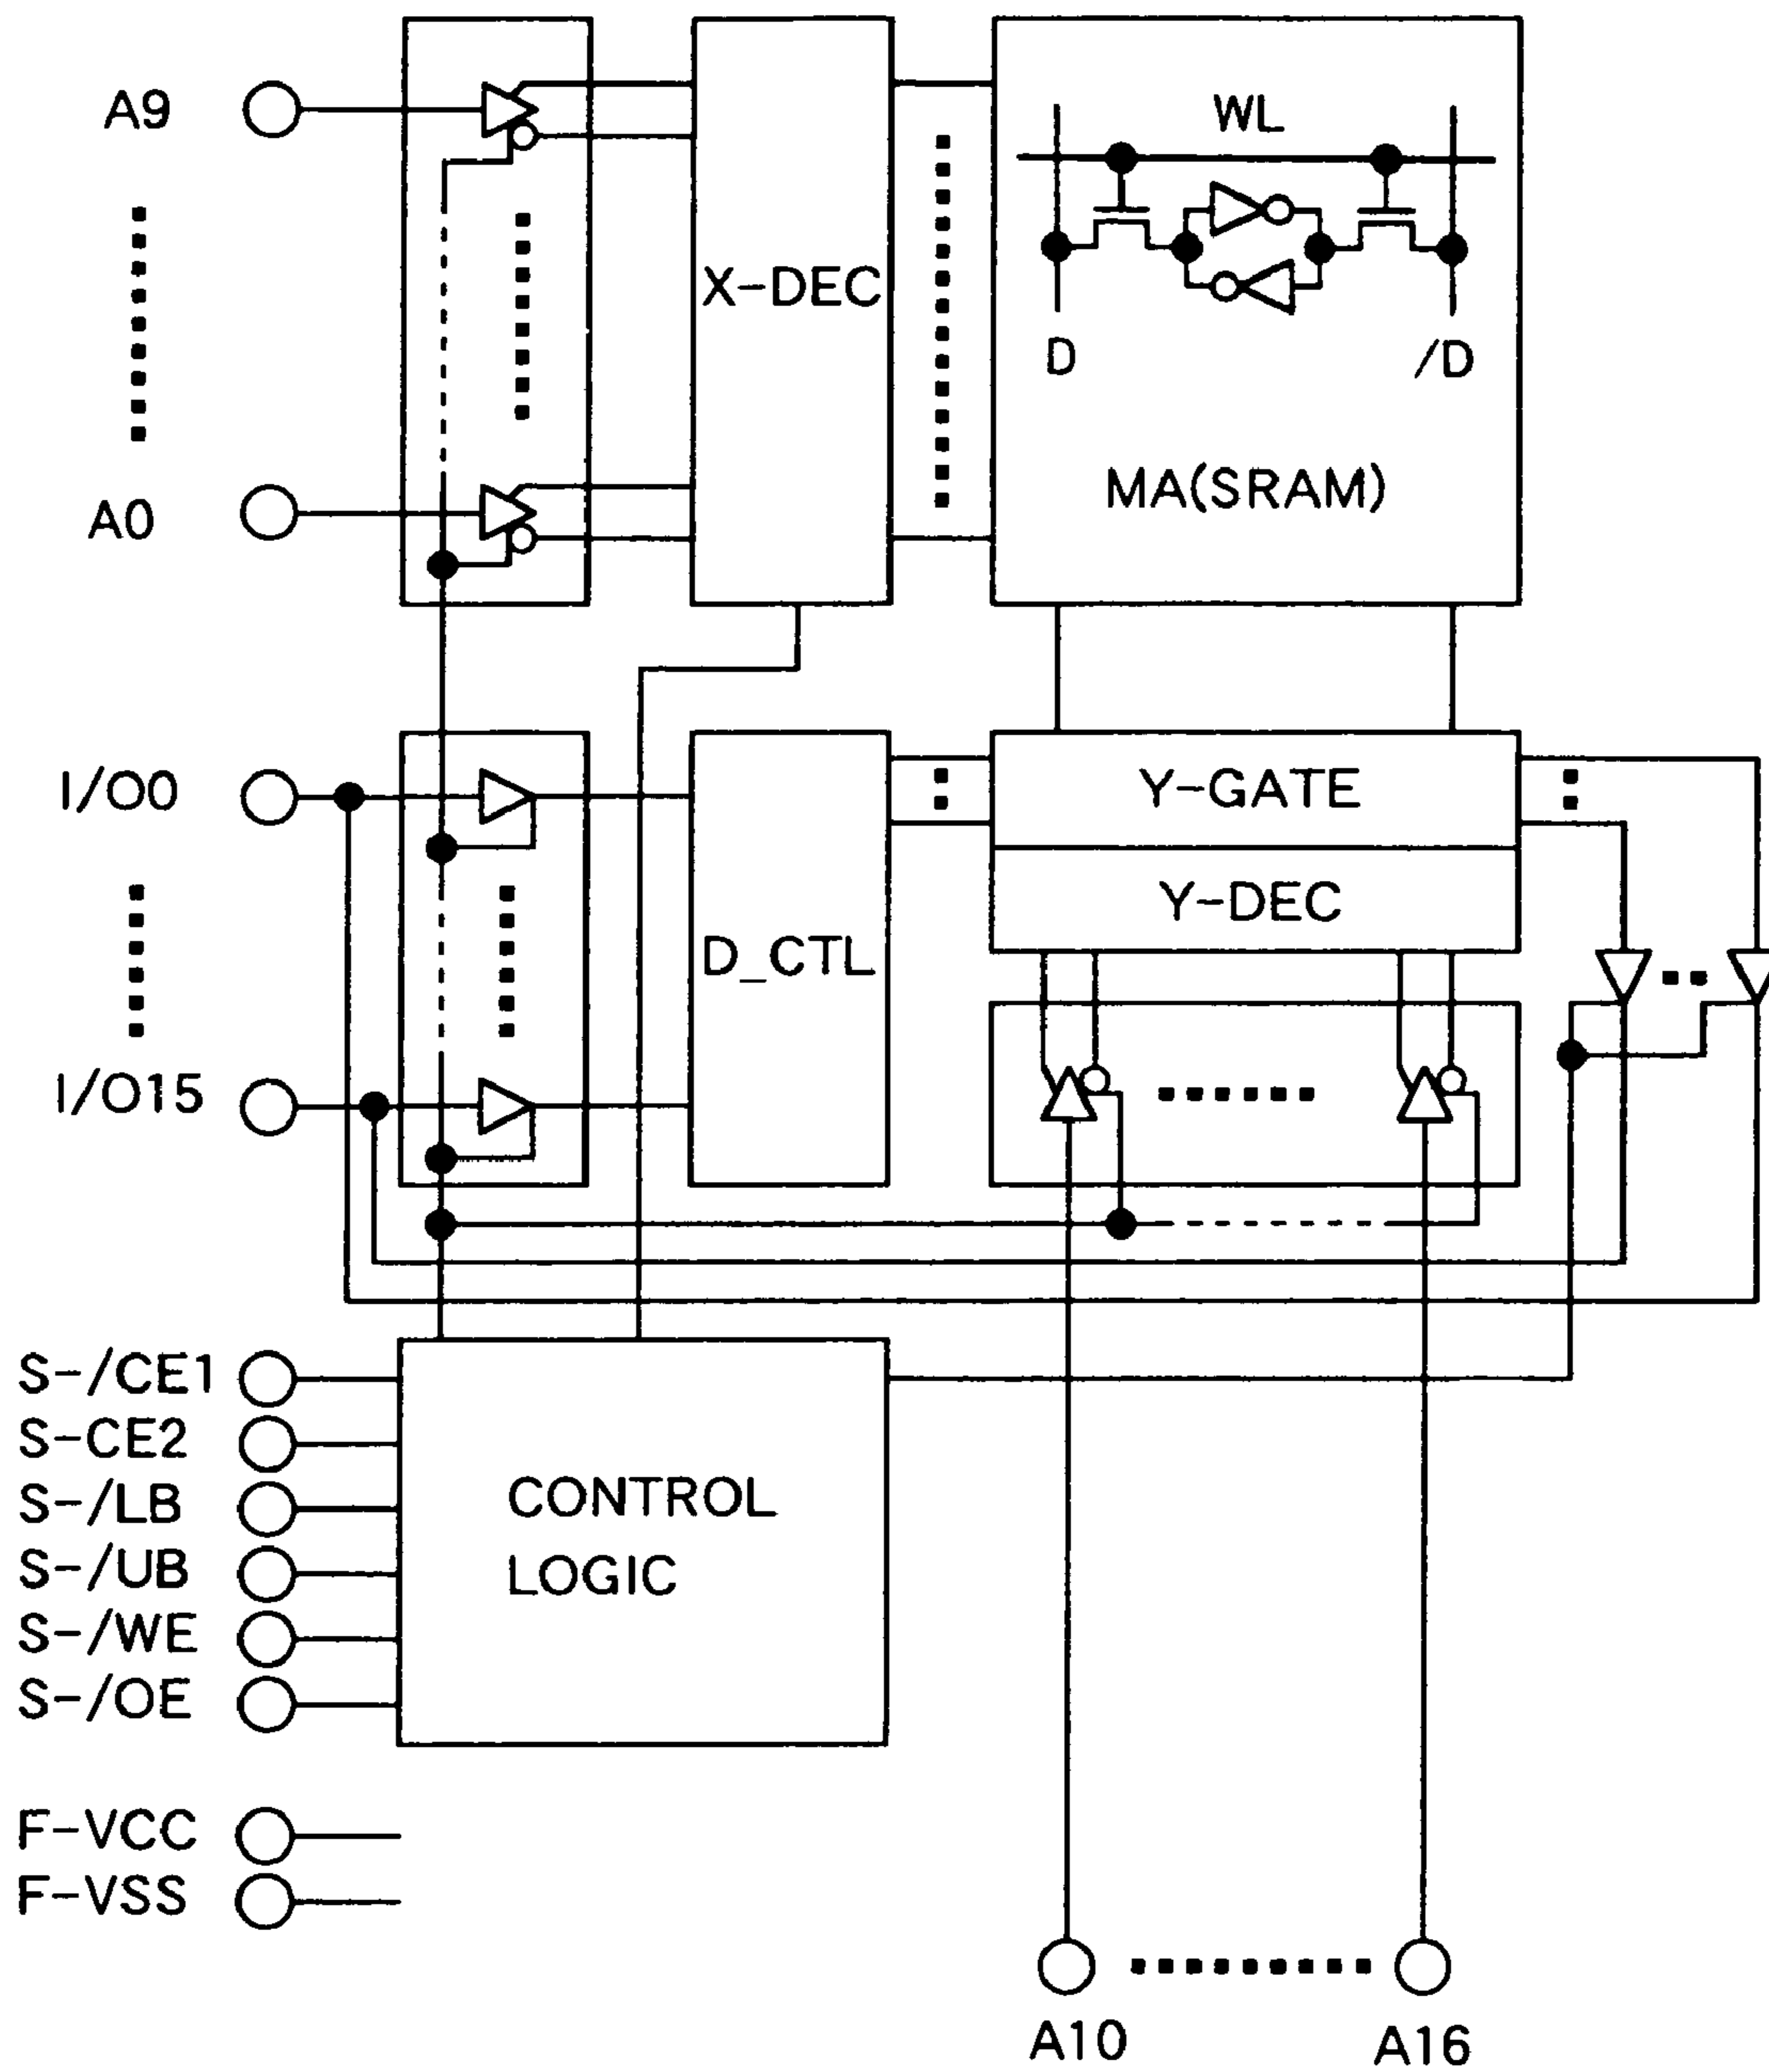 A9
WL
X-DEC
D
/D
MA(SRAM)
A0
I/O0
Y-GATE
Y-DEC
D_CTL
I/O15
S-/CE1
S-CE2
S-/LB
S-/UB
S-/WE
S-/OE
CONTROL
LOGIC
F-VCC
F-VSS
A10
A16